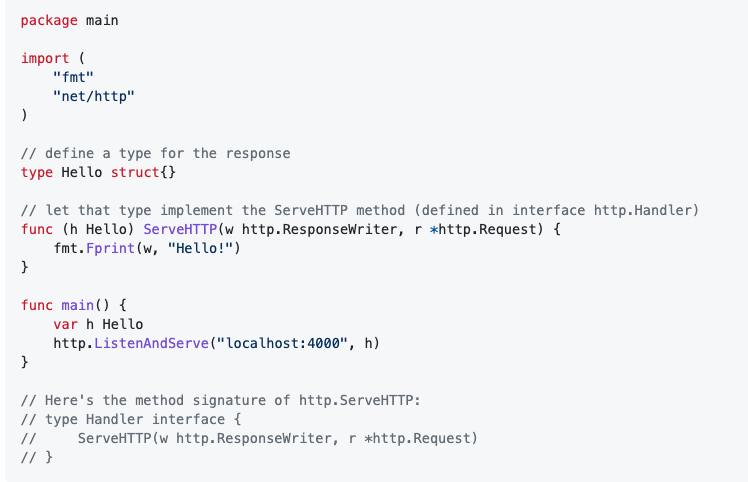 package main

import (
    "fmt"
    "net/http"
)

// define a type for the response
type Hello struct{}

// let that type implement the ServeHTTP method (defined in interface http.Handler)
func (h Hello) ServeHTTP(w http.ResponseWriter, r *http.Request) {
    fmt.Fprint(w, "Hello!")
}

func main() {
    var h Hello
    http.ListenAndServe("localhost:4000", h)
}

// Here's the method signature of http.ServeHTTP:
// type Handler interface {
//     ServeHTTP(w http.ResponseWriter, r *http.Request)
// }